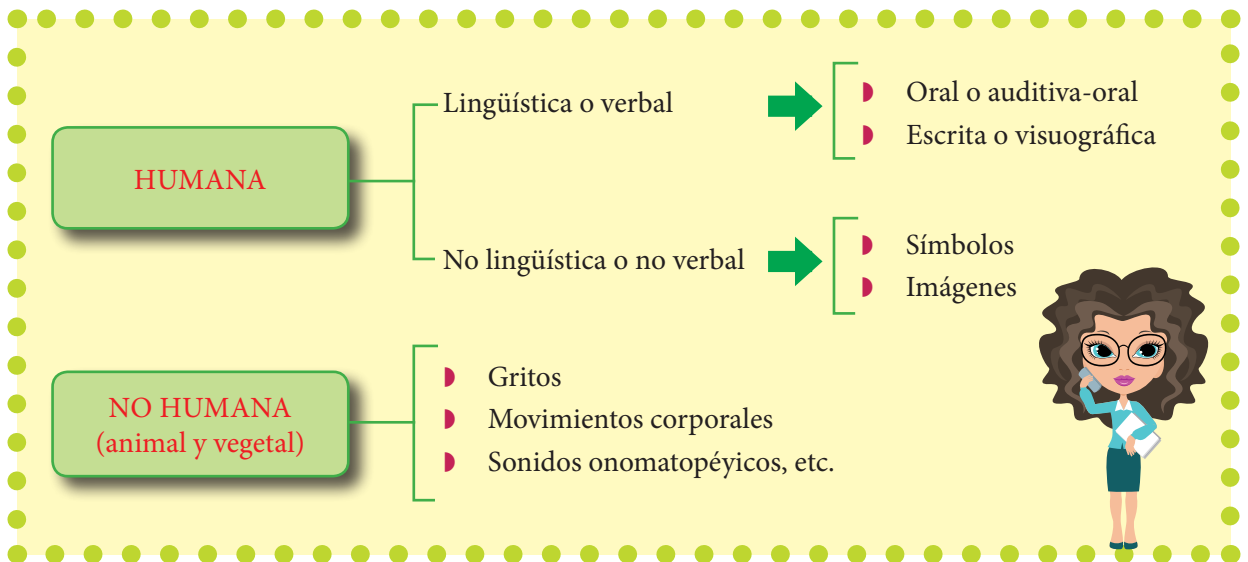 HUMANA
Lingüística o verbal
Oral o auditiva-oral
Escrita o visuográfica
No lingüística o no verbal
Símbolos
Imágenes
NO HUMANA
(animal y vegetal)
Gritos
Movimientos corporales
Sonidos onomatopéyicos, etc.